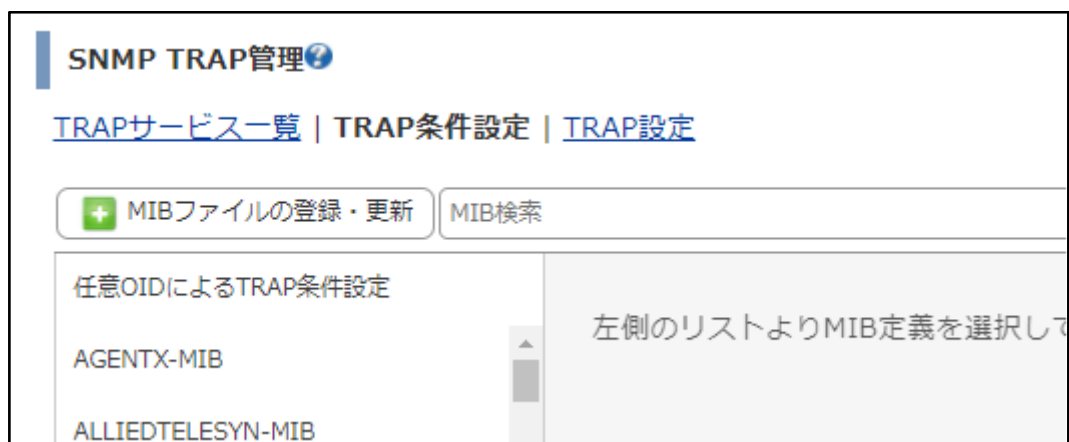 SNMP TRAP管理
TRAPサービス一覧 | TRAP条件設定 | TRAP設定
MIBファイルの登録・更新 MIB検索
任意OIDによるTRAP条件設定
左側のリストよりMIB定義を選択して
AGENTX-MIB
ALLIEDTELESYN-MIB